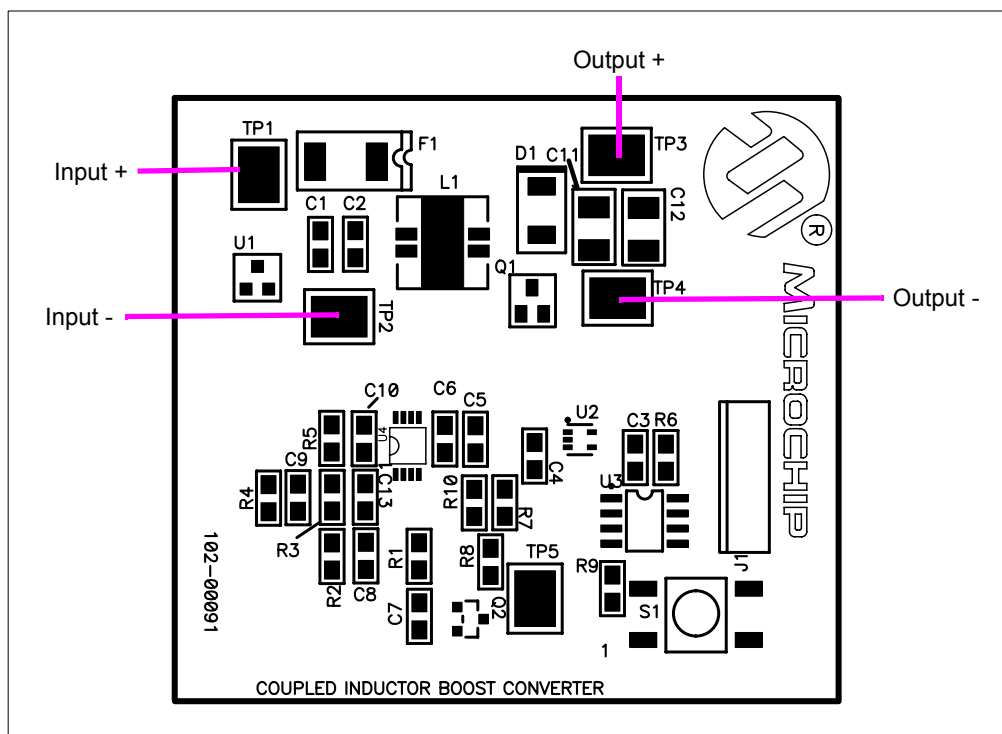 Output +
TP1
F1
TP3
D1
C11
Input +
L1
C12
C1
C2
®
U1
Q1
TP4
Output -
Input -
TP2
MICROCHIP
C10
C6
C5
U2
R5
U4
C3
R6
C9
C4
U3
R4
C13
R10
R7
R3
102-00091
R1
R8
TP5
J1
R2
C8
R9
C7
Q2
S1
1
COUPLED INDUCTOR BOOST CONVERTER